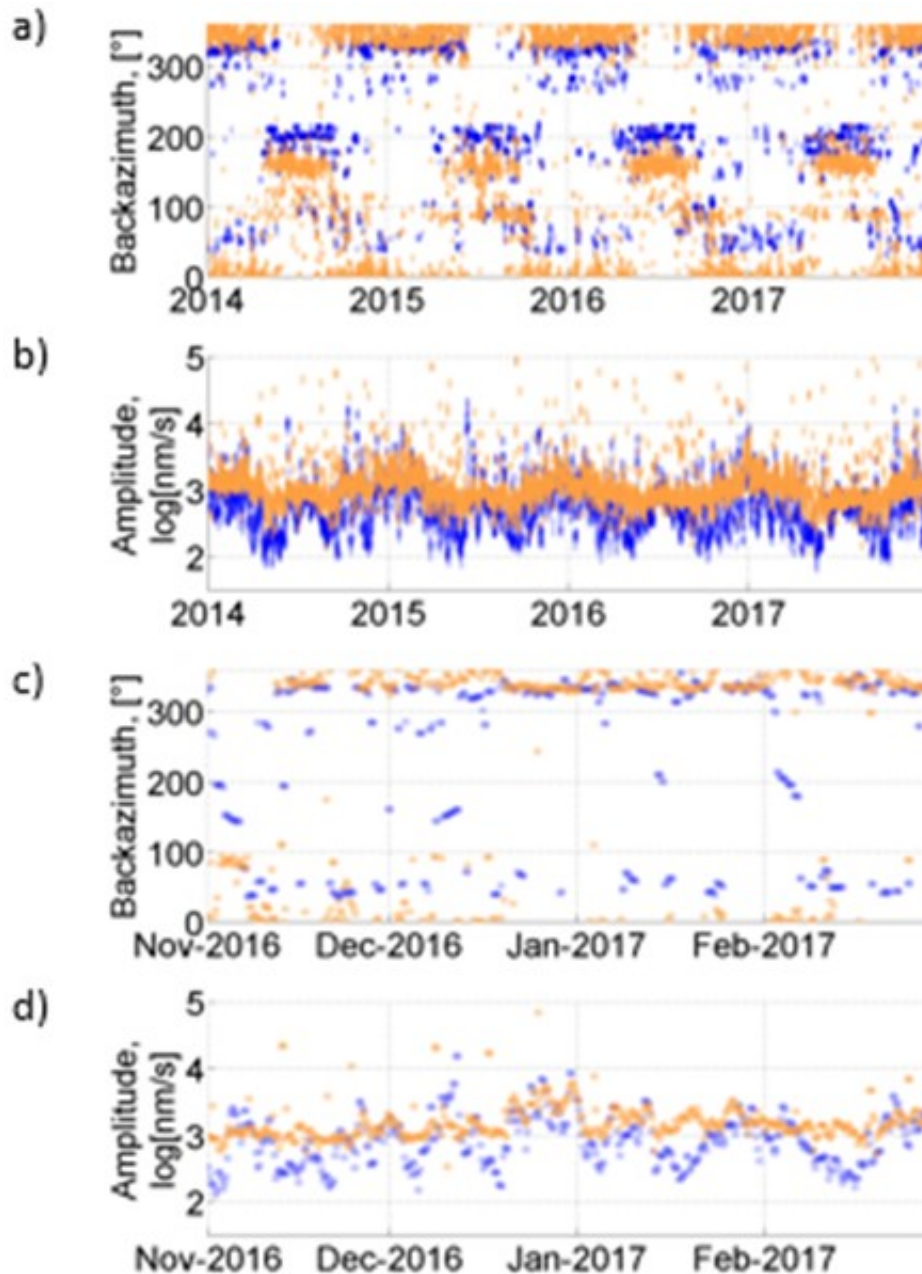 a)
Backazimuth, [°]
300
200
100
0
2014 2015 2016 2017
b)
Amplitude,
log[nm/s]
5
4
3
2
2014 2015 2016 2017
c)
Backazimuth, [°]
300
200
100
0
Nov-2016 Dec-2016 Jan-2017 Feb-2017
d)
Amplitude,
log[nm/s]
5
4
3
2
Nov-2016 Dec-2016 Jan-2017 Feb-2017